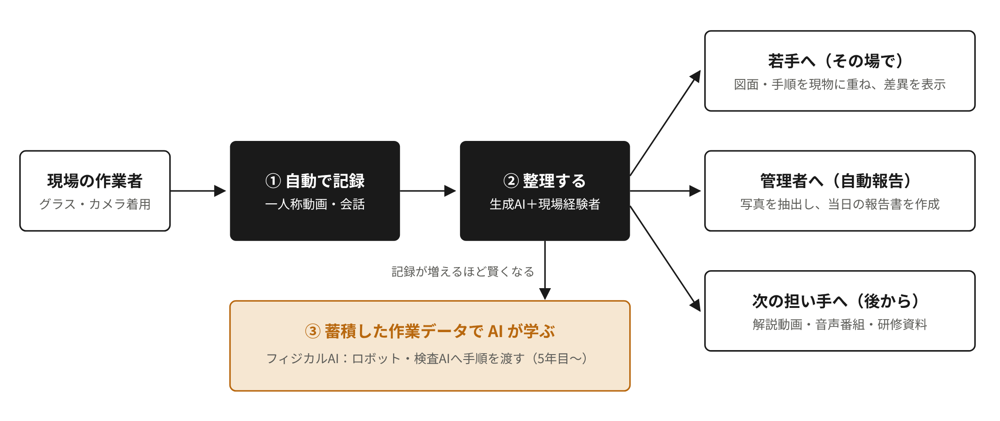 現場の作業者
グラス・カメラ着用
① 自動で記録
一人称動画・会話
② 整理する
生成AI＋現場経験者
若手へ（その場で）
図面・手順を現物に重ね、差異を表示
管理者へ（自動報告）
写真を抽出し、当日の報告書を作成
次の担い手へ（後から）
解説動画・音声番組・研修資料
記録が増えるほど賢くなる
③ 蓄積した作業データで AI が学ぶ
フィジカルAI：ロボット・検査AIへ手順を渡す（5年目〜）